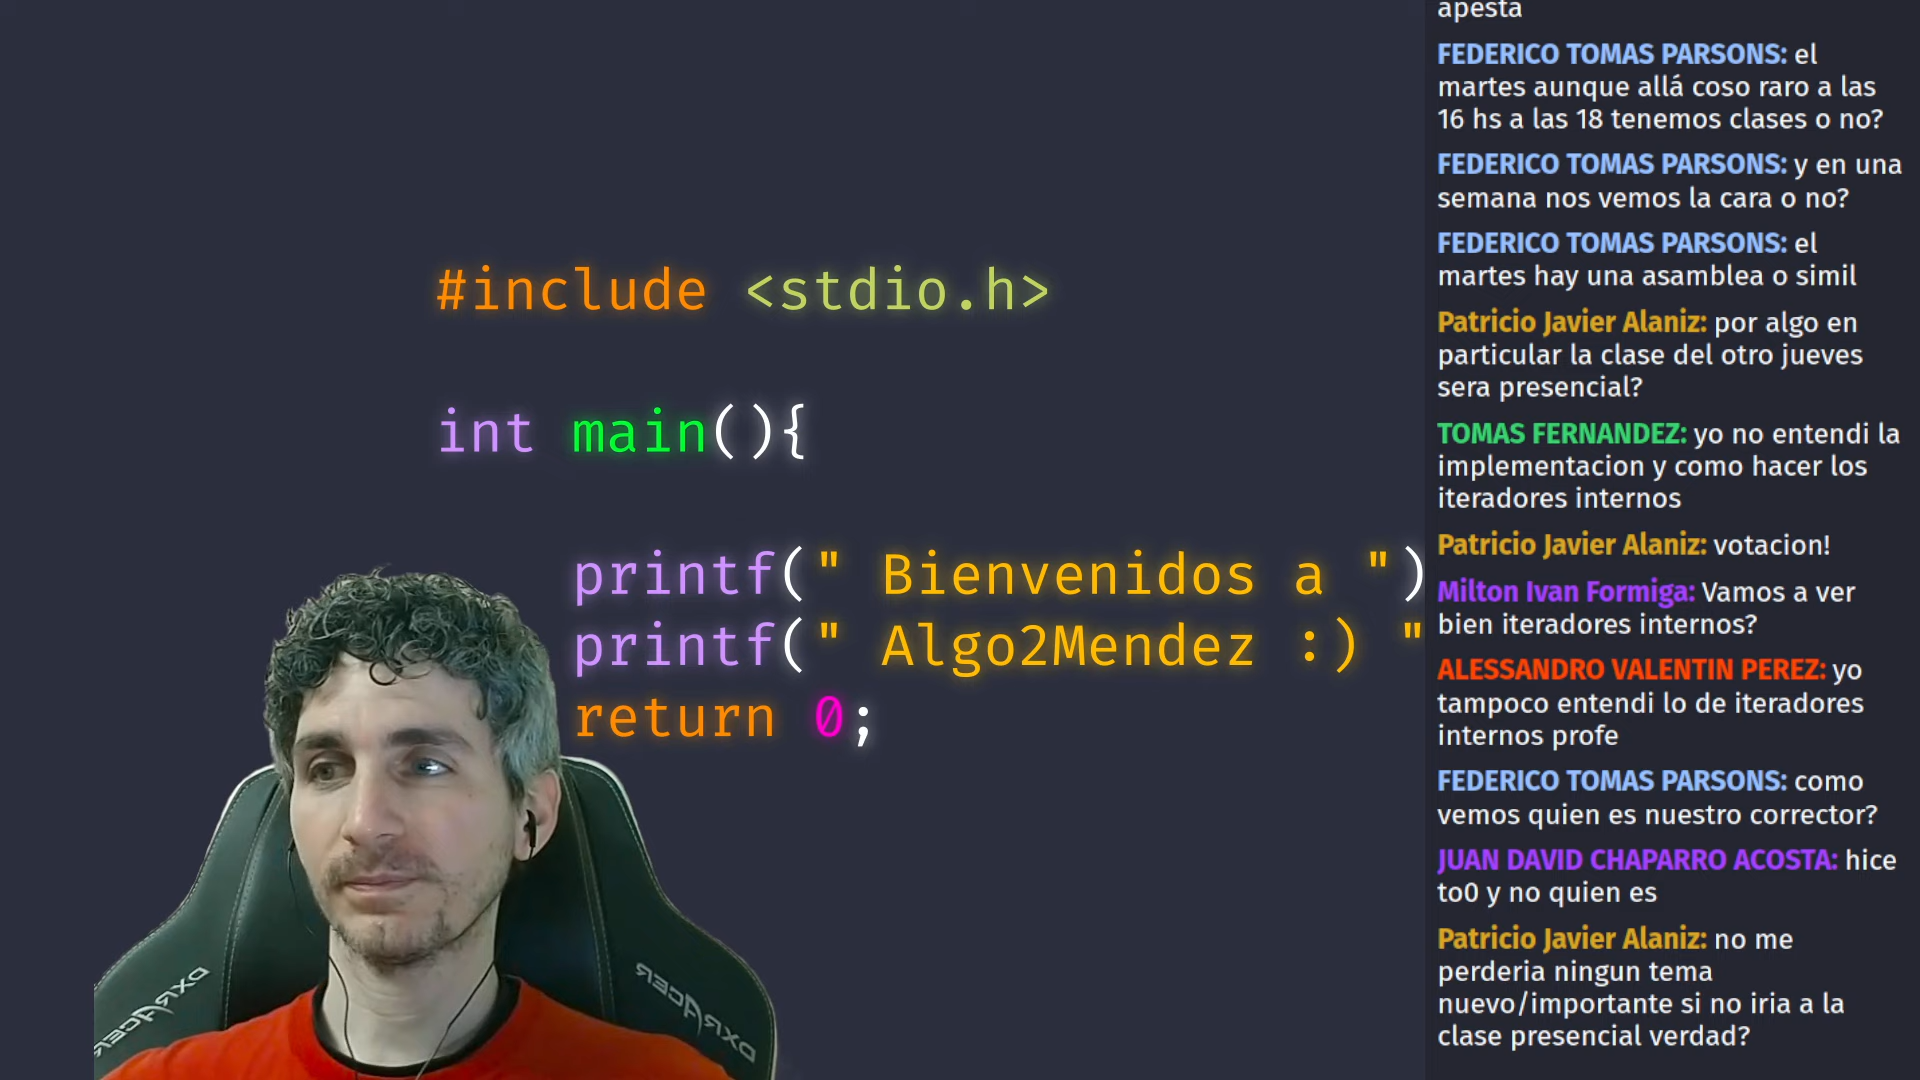 #include <stdio.h>
int main(){
printf(" Bienvenidos a ")
printf(" Algo2Mendez :) "
return 0;
DXRACER
DXRACER
apesta
FEDERICO TOMAS PARSONS: el
martes aunque allá coso raro a las
16 hs a las 18 tenemos clases o no?
FEDERICO TOMAS PARSONS: y en una
semana nos vemos la cara o no?
FEDERICO TOMAS PARSONS: el
martes hay una asamblea o simil
Patricio Javier Alaniz: por algo en
particular la clase del otro jueves
sera presencial?
TOMAS FERNANDEZ: yo no entendi la
implementacion y como hacer los
iteradores internos
Patricio Javier Alaniz: votacion!
Milton Ivan Formiga: Vamos a ver
bien iteradores internos?
ALESSANDRO VALENTIN PEREZ: yo
tampoco entendi lo de iteradores
internos profe
FEDERICO TOMAS PARSONS: como
vemos quien es nuestro corrector?
JUAN DAVID CHAPARRO ACOSTA: hice
to0 y no quien es
Patricio Javier Alaniz: no me
perderia ningun tema
nuevo/importante si no iria a la
clase presencial verdad?